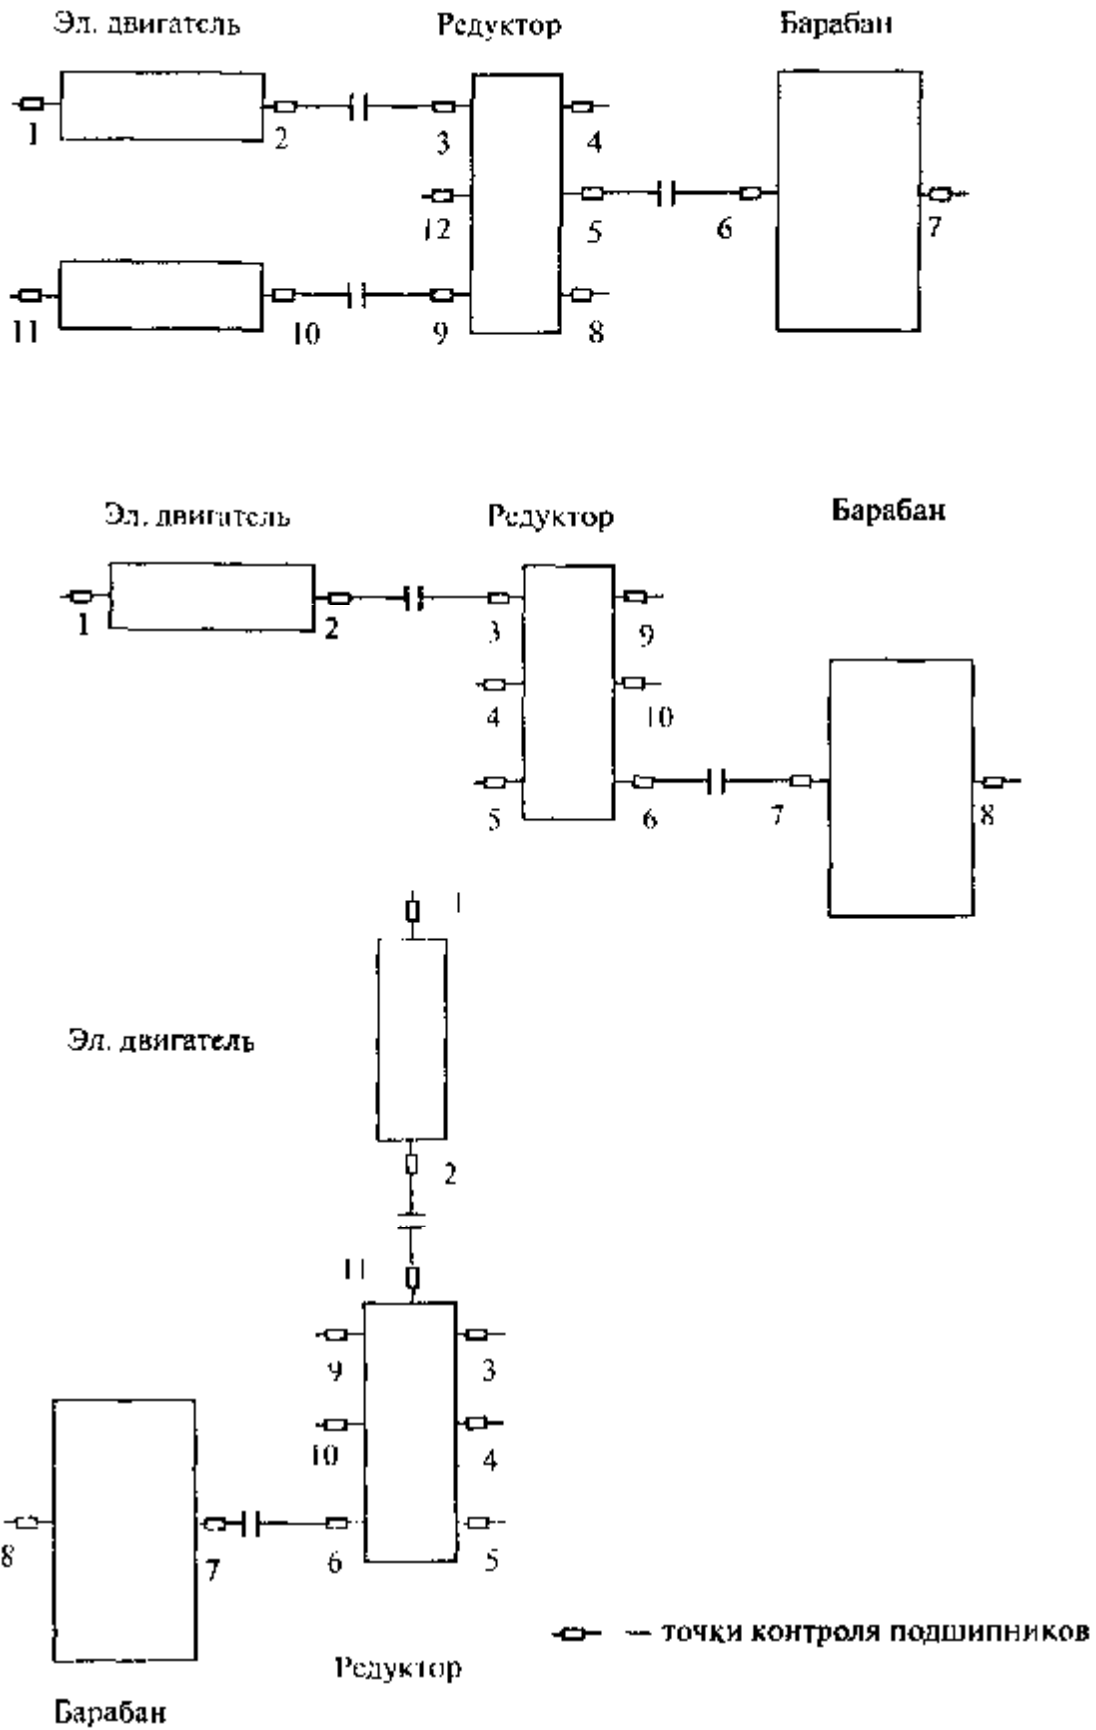 Эл. двигатель Редуктор Барабан
1 2 3 4
12 5 6 7
11 10 9 8
Эл. двигатель Редуктор Барабан
1 2 3 9
4 10
5 6 7 8
1
Эл. двигатель
2
11
9 3
10 4
8 7 6 5
— точки контроля подшипников
Редуктор
Барабан